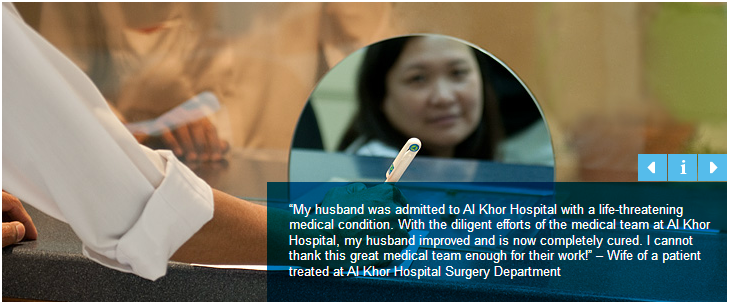 “My husband was admitted to Al Khor Hospital with a life-threatening
medical condition. With the diligent efforts of the medical team at Al Khor
Hospital, my husband improved and is now completely cured. I cannot
thank this great medical team enough for their work!” – Wife of a patient
treated at Al Khor Hospital Surgery Department